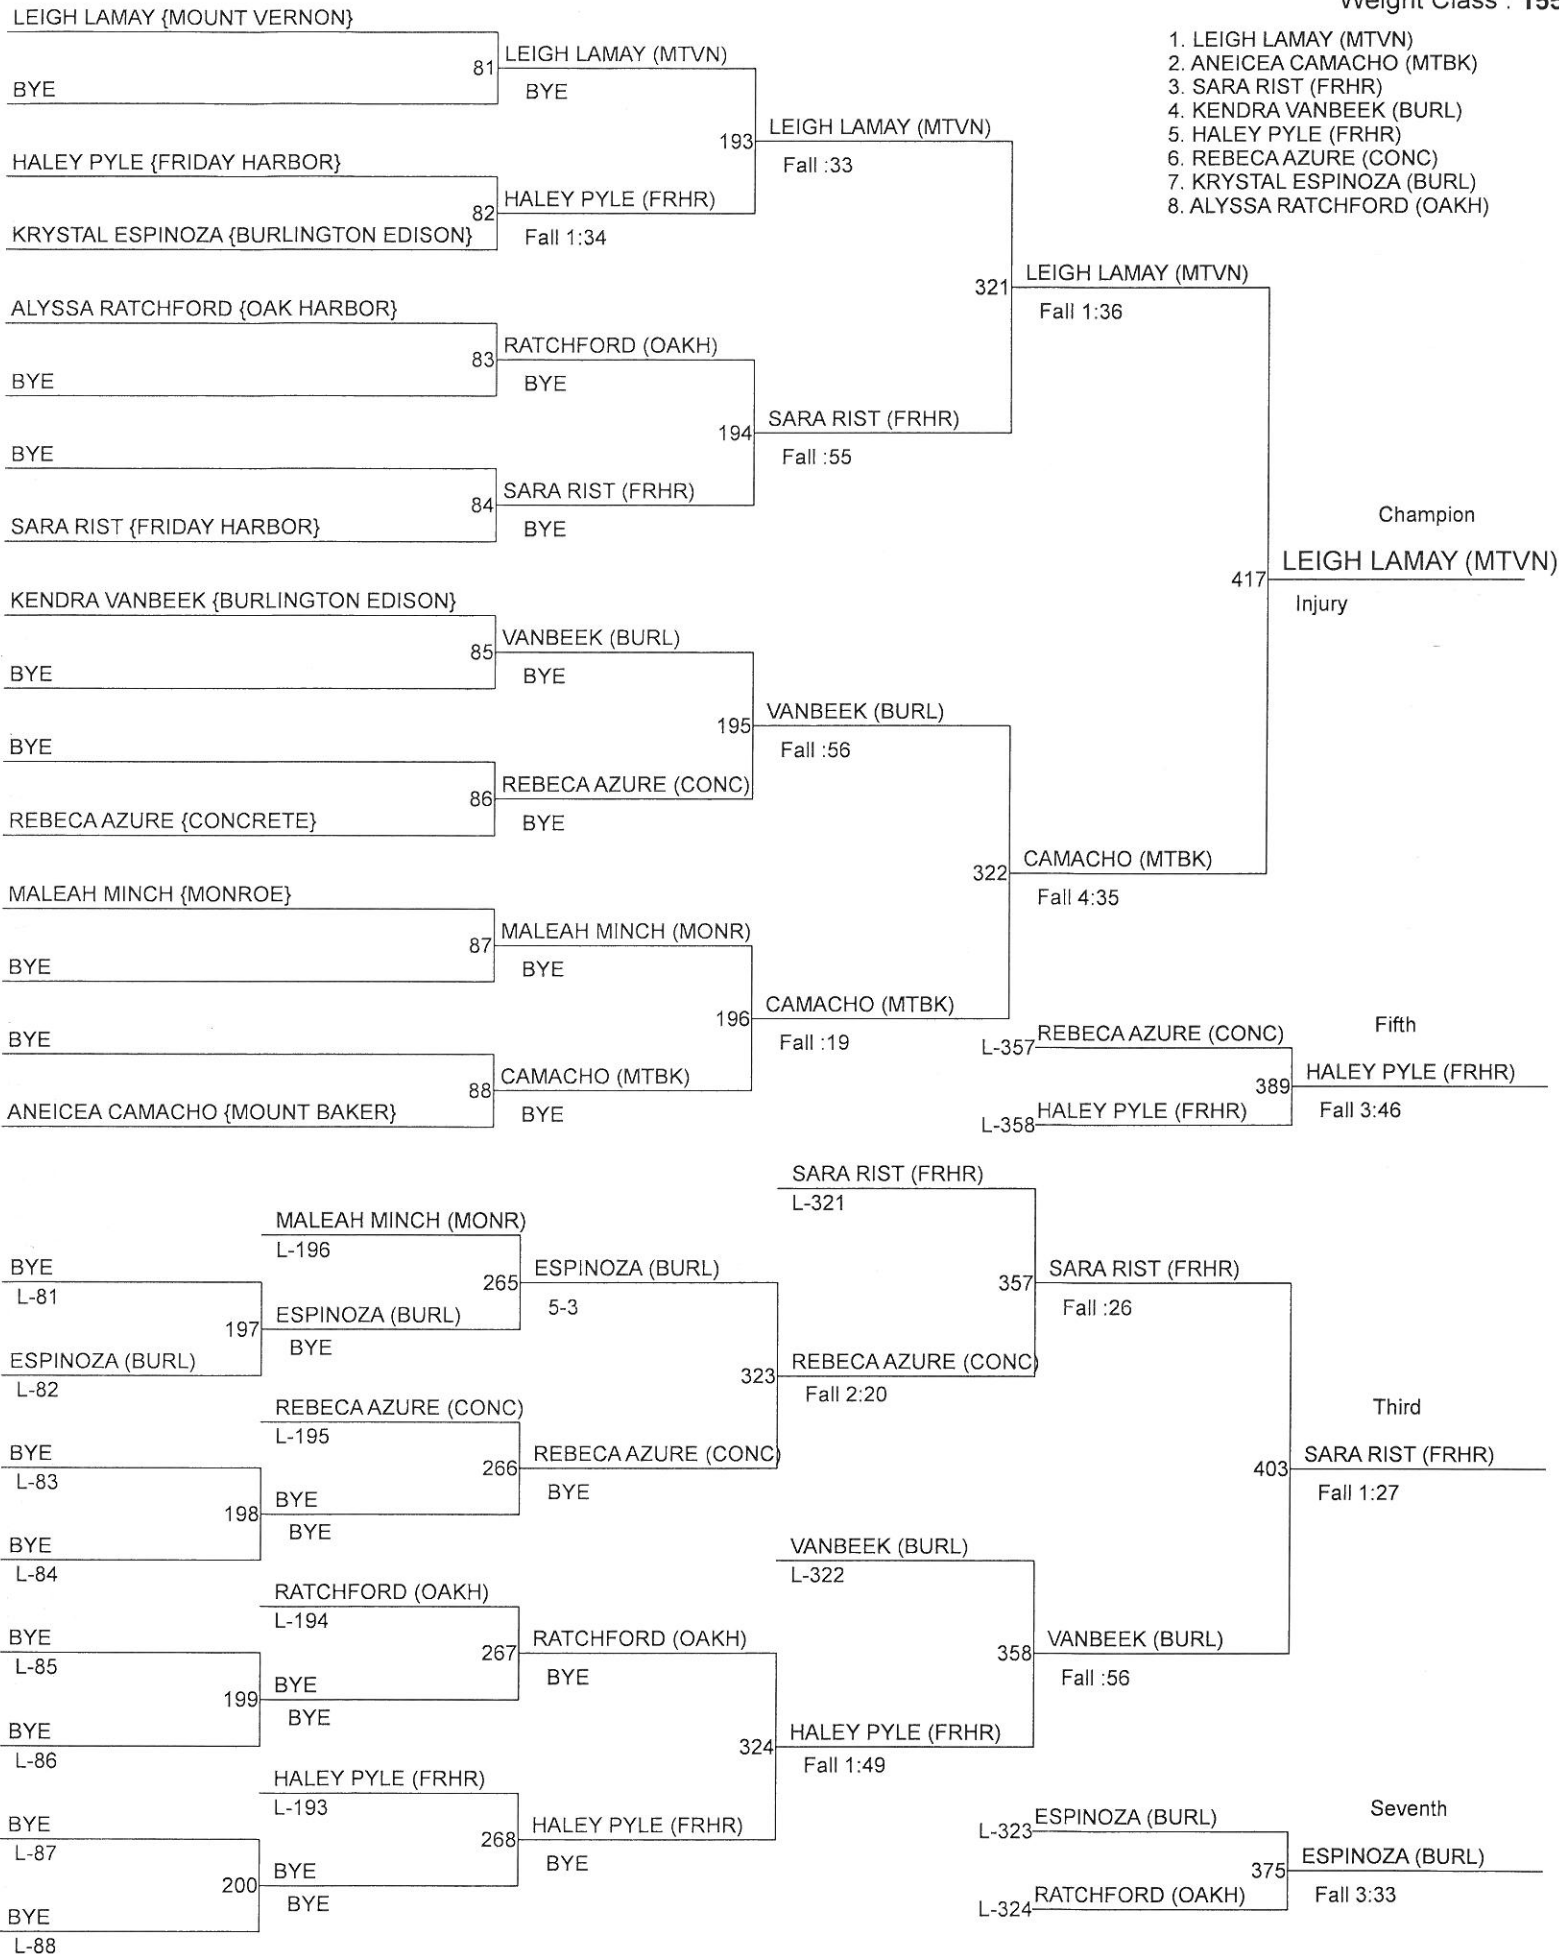 Weight Class : 155
1. LEIGH LAMAY (MTVN)
2. ANEICEA CAMACHO (MTBK)
3. SARA RIST (FRHR)
4. KENDRA VANBEEK (BURL)
5. HALEY PYLE (FRHR)
6. REBECA AZURE (CONC)
7. KRYSTAL ESPINOZA (BURL)
8. ALYSSA RATCHFORD (OAKH)
LEIGH LAMAY {MOUNT VERNON}
81
BYE
LEIGH LAMAY (MTVN)
BYE
HALEY PYLE {FRIDAY HARBOR}
82
KRYSTAL ESPINOZA {BURLINGTON EDISON}
HALEY PYLE (FRHR)
Fall 1:34
193
LEIGH LAMAY (MTVN)
Fall :33
ALYSSA RATCHFORD {OAK HARBOR}
83
BYE
RATCHFORD (OAKH)
BYE
BYE
84
SARA RIST {FRIDAY HARBOR}
SARA RIST (FRHR)
BYE
194
SARA RIST (FRHR)
Fall :55
321
LEIGH LAMAY (MTVN)
Fall 1:36
KENDRA VANBEEK {BURLINGTON EDISON}
85
BYE
VANBEEK (BURL)
BYE
BYE
86
REBECA AZURE {CONCRETE}
REBECA AZURE (CONC)
BYE
195
VANBEEK (BURL)
Fall :56
MALEAH MINCH {MONROE}
87
BYE
MALEAH MINCH (MONR)
BYE
BYE
88
ANEICEA CAMACHO {MOUNT BAKER}
CAMACHO (MTBK)
BYE
196
CAMACHO (MTBK)
Fall :19
322
CAMACHO (MTBK)
Fall 4:35
417
Champion
LEIGH LAMAY (MTVN)
Injury
Fifth
L-357
REBECA AZURE (CONC)
389
L-358
HALEY PYLE (FRHR)
HALEY PYLE (FRHR)
Fall 3:46
BYE
L-81
197
ESPINOZA (BURL)
L-82
MALEAH MINCH (MONR)
L-196
265
ESPINOZA (BURL)
BYE
ESPINOZA (BURL)
5-3
BYE
L-83
198
BYE
L-84
REBECA AZURE (CONC)
L-195
266
BYE
BYE
REBECA AZURE (CONC)
BYE
323
SARA RIST (FRHR)
L-321
357
REBECA AZURE (CONC)
Fall 2:20
SARA RIST (FRHR)
Fall :26
BYE
L-85
199
BYE
L-86
RATCHFORD (OAKH)
L-194
267
BYE
BYE
RATCHFORD (OAKH)
BYE
BYE
L-87
200
BYE
L-88
HALEY PYLE (FRHR)
L-193
268
BYE
BYE
HALEY PYLE (FRHR)
BYE
324
VANBEEK (BURL)
L-322
358
HALEY PYLE (FRHR)
Fall 1:49
VANBEEK (BURL)
Fall :56
403
Third
SARA RIST (FRHR)
Fall 1:27
Seventh
L-323
ESPINOZA (BURL)
375
L-324
RATCHFORD (OAKH)
ESPINOZA (BURL)
Fall 3:33